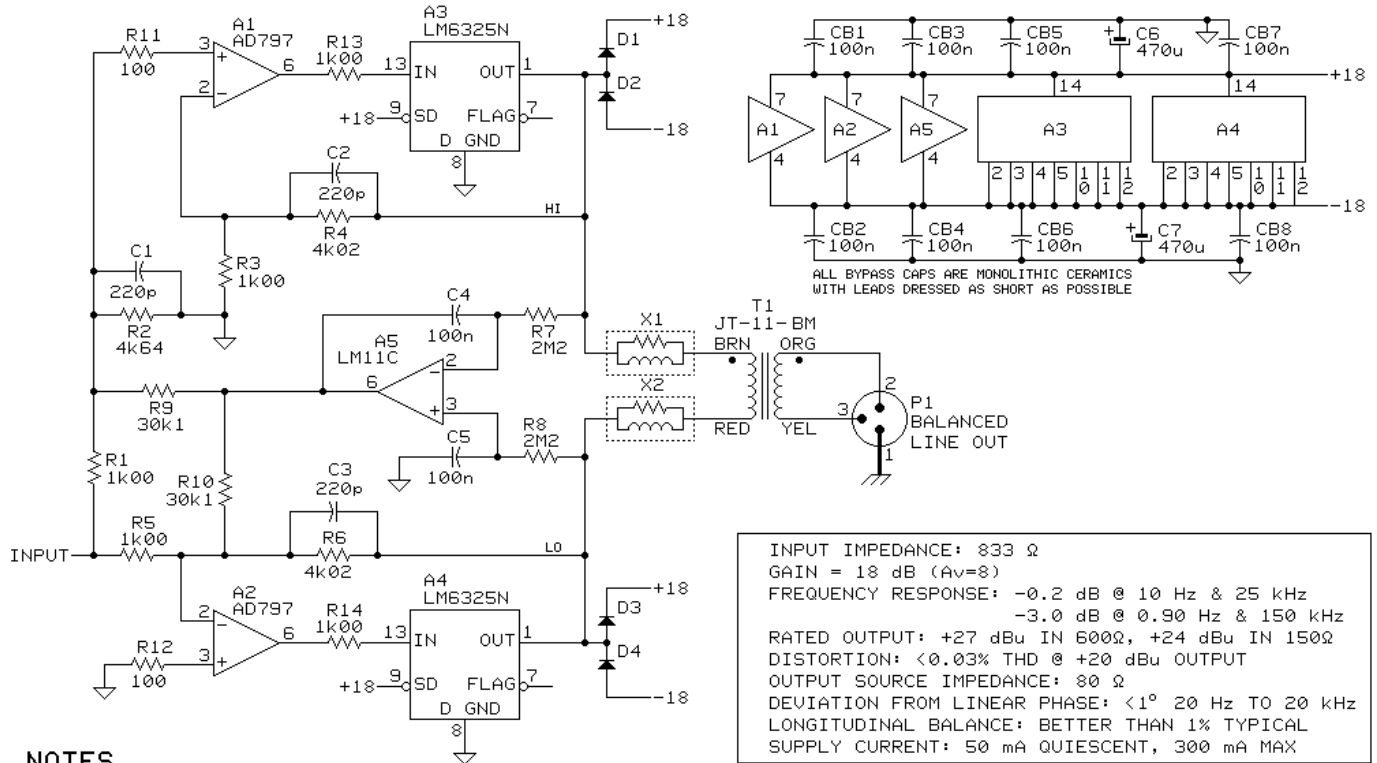 R11
100
3
+
2
−
A1
AD797
6
R13
1k00
A3
LM6325N
13
IN
OUT
1
+18
9
SD
FLAG
7
D GND
8
D1
D2
+18
-18
C2
220p
R4
4k02
HI
R3
1k00
C1
220p
R2
4k64
C4
100n
R7
2M2
A5
LM11C
6
2
−
3
+
C5
100n
R8
2M2
R9
30k1
R10
30k1
R1
1k00
INPUT
R5
1k00
C3
220p
R6
4k02
LO
A2
AD797
2
−
3
+
6
R12
100
R14
1k00
A4
LM6325N
13
IN
OUT
1
+18
9
SD
FLAG
7
D GND
8
D3
D4
+18
-18
X1
X2
T1
JT-11-BM
BRN
ORG
RED
YEL
2
3
1
P1
BALANCED
LINE OUT
CB1
100n
CB3
100n
CB5
100n
+
C6
470u
CB7
100n
+18
A1
7
4
A2
7
4
A5
7
4
A3
14
2 3 4 5 10 11 12
A4
14
2 3 4 5 10 11 12
-18
CB2
100n
CB4
100n
CB6
100n
+
C7
470u
CB8
100n
ALL BYPASS CAPS ARE MONOLITHIC CERAMICS
WITH LEADS DRESSED AS SHORT AS POSSIBLE
INPUT IMPEDANCE: 833 Ω
GAIN = 18 dB (Av=8)
FREQUENCY RESPONSE: -0.2 dB @ 10 Hz & 25 kHz
-3.0 dB @ 0.90 Hz & 150 kHz
RATED OUTPUT: +27 dBu IN 600Ω, +24 dBu IN 150Ω
DISTORTION: <0.03% THD @ +20 dBu OUTPUT
OUTPUT SOURCE IMPEDANCE: 80 Ω
DEVIATION FROM LINEAR PHASE: <1° 20 Hz TO 20 kHz
LONGITUDINAL BALANCE: BETTER THAN 1% TYPICAL
SUPPLY CURRENT: 50 mA QUIESCENT, 300 mA MAX
NOTES